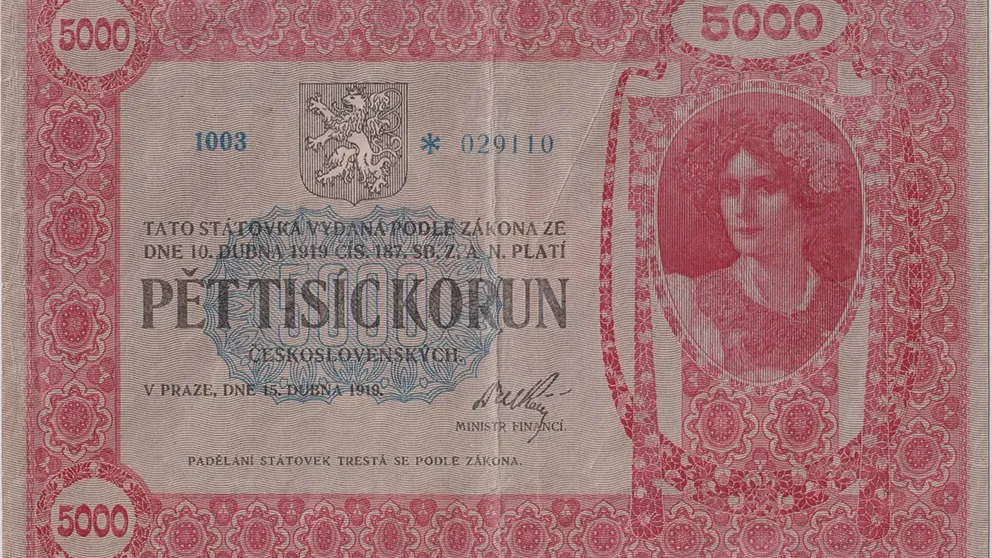 5000
5000
1003 * 029110
TATO STÁTOVKA VYDANÁ PODLE ZÁKONA ZE
DNE 10. DUBNA 1919 ČÍS. 187. SB. Z. A. N. PLATÍ
5000
PĚT TISÍC KORUN
ČESKOSLOVENSKÝCH.
V PRAZE, DNE 15. DUBNA 1919.
MINISTR FINANCÍ.
PADĚLÁNÍ STÁTOVEK TRESTÁ SE PODLE ZÁKONA.
5000